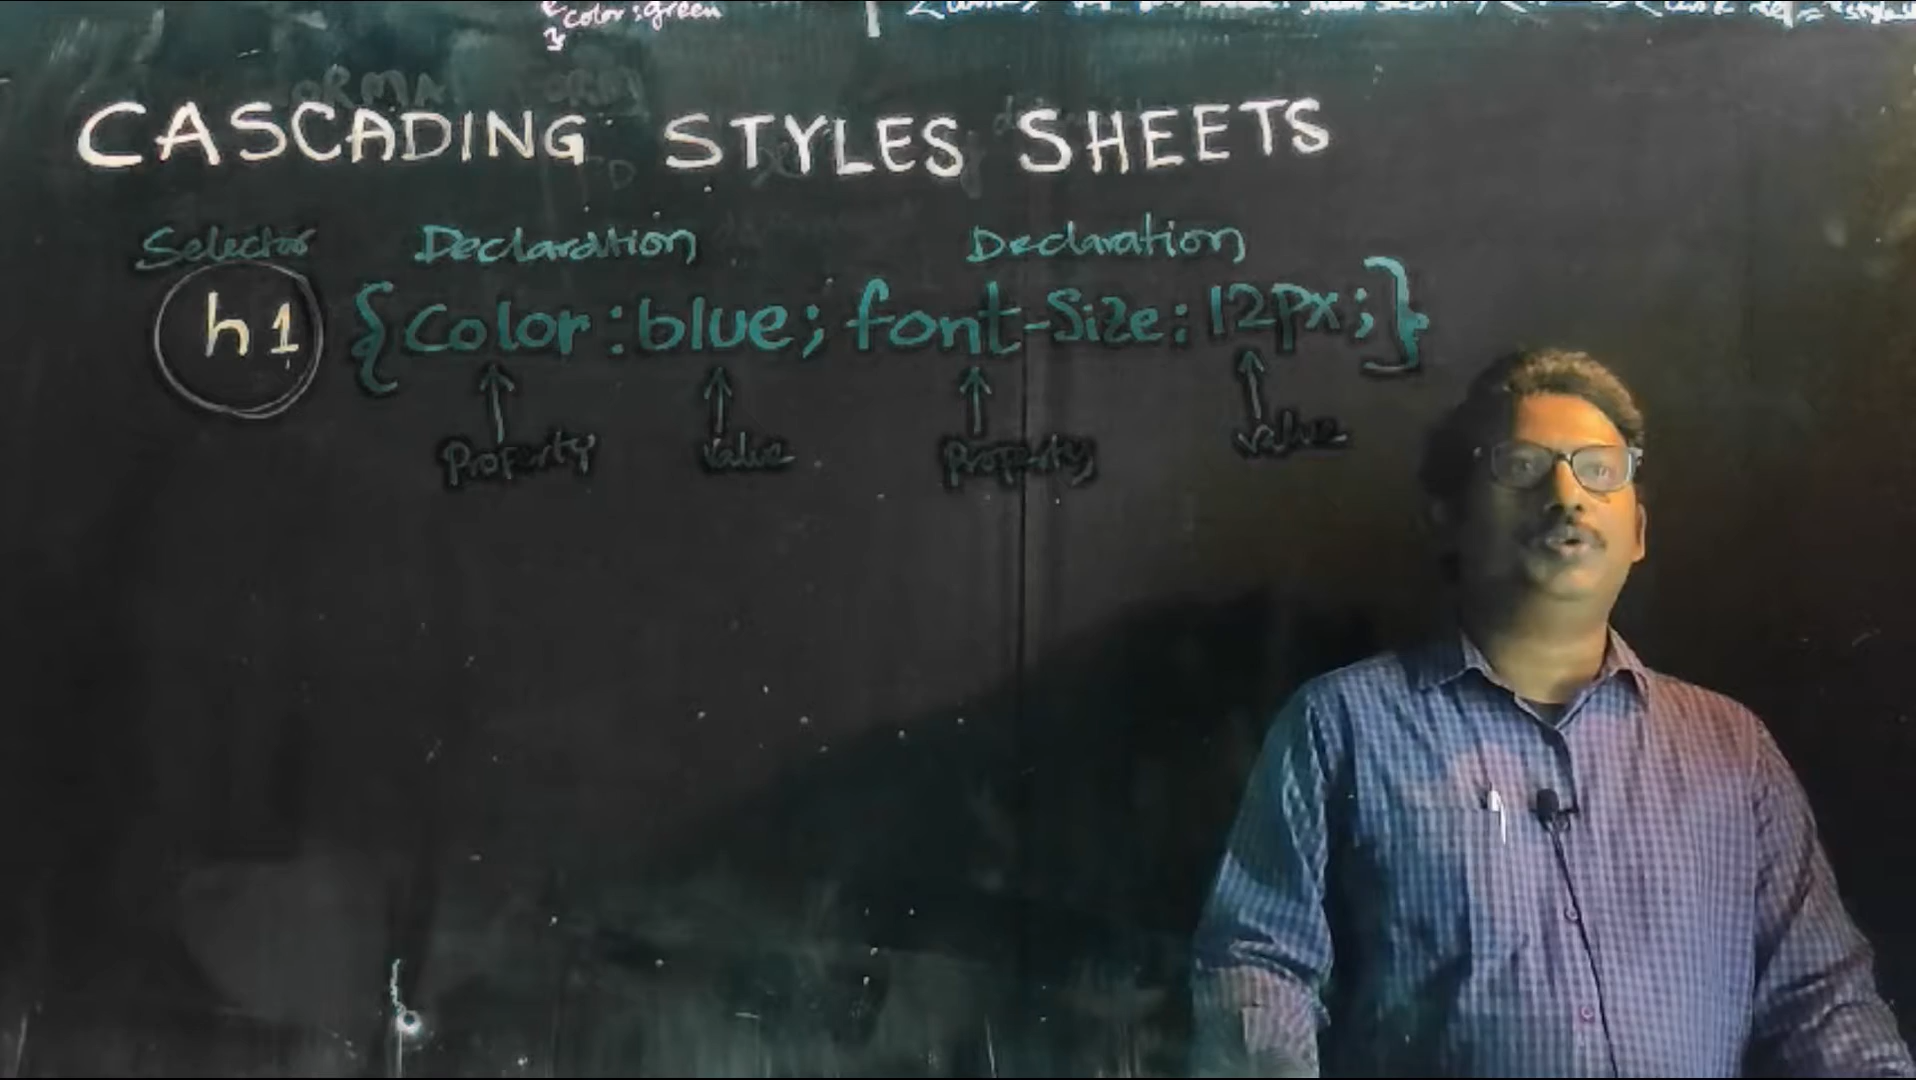 color:green
}
CASCADING STYLES SHEETS
Selector Declaration Declaration
h1 {Color:blue; font-Size:12px;}
Property value Property value